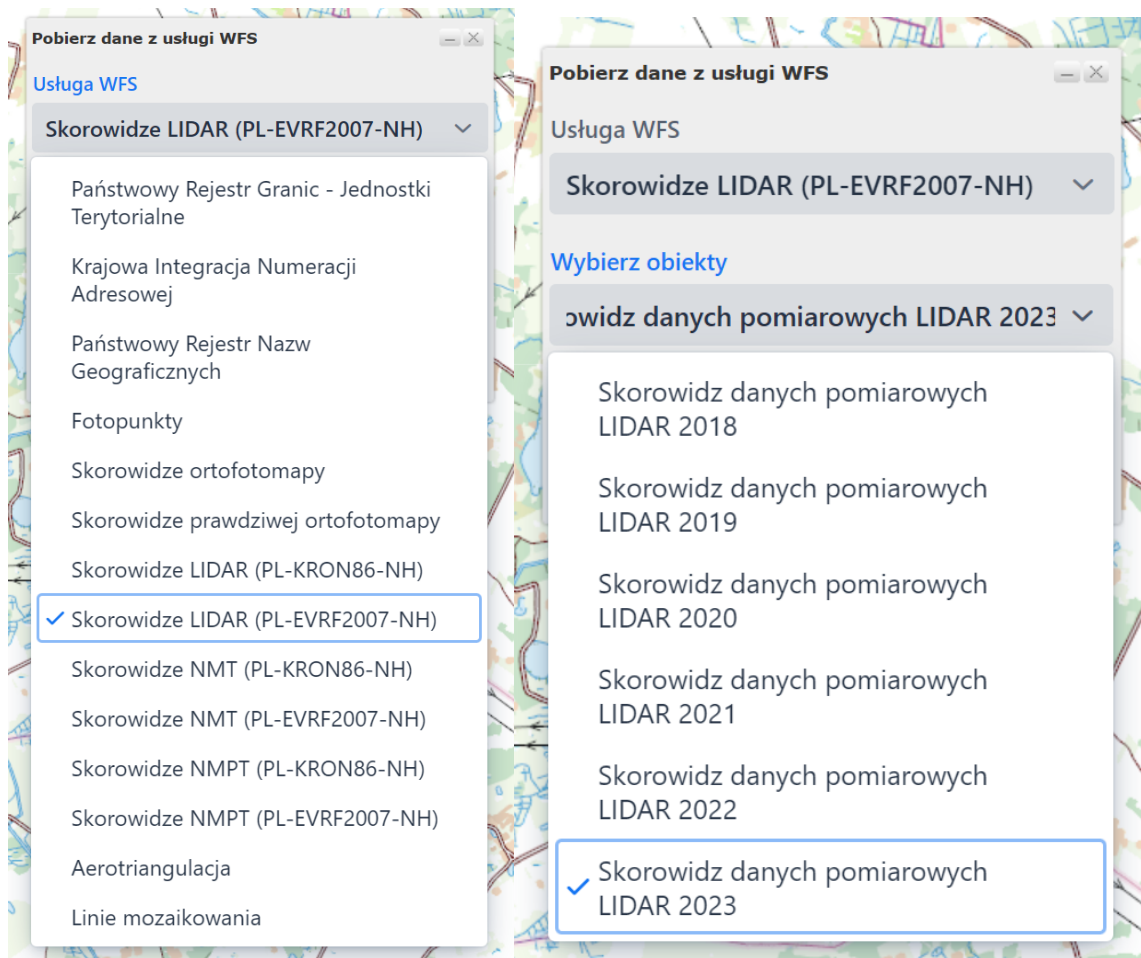 Pobierz dane z usługi WFS
Usługa WFS
Skorowidze LIDAR (PL-EVRF2007-NH)
Państwowy Rejestr Granic - Jednostki
Terytorialne
Krajowa Integracja Numeracji
Adresowej
Państwowy Rejestr Nazw
Geograficznych
Fotopunkty
Skorowidze ortofotomapy
Skorowidze prawdziwej ortofotomapy
Skorowidze LIDAR (PL-KRON86-NH)
Skorowidze LIDAR (PL-EVRF2007-NH)
Skorowidze NMT (PL-KRON86-NH)
Skorowidze NMT (PL-EVRF2007-NH)
Skorowidze NMPT (PL-KRON86-NH)
Skorowidze NMPT (PL-EVRF2007-NH)
Aerotriangulacja
Linie mozaikowania
Pobierz dane z usługi WFS
Usługa WFS
Skorowidze LIDAR (PL-EVRF2007-NH)
Wybierz obiekty
owidz danych pomiarowych LIDAR 2023
Skorowidz danych pomiarowych
LIDAR 2018
Skorowidz danych pomiarowych
LIDAR 2019
Skorowidz danych pomiarowych
LIDAR 2020
Skorowidz danych pomiarowych
LIDAR 2021
Skorowidz danych pomiarowych
LIDAR 2022
Skorowidz danych pomiarowych
LIDAR 2023